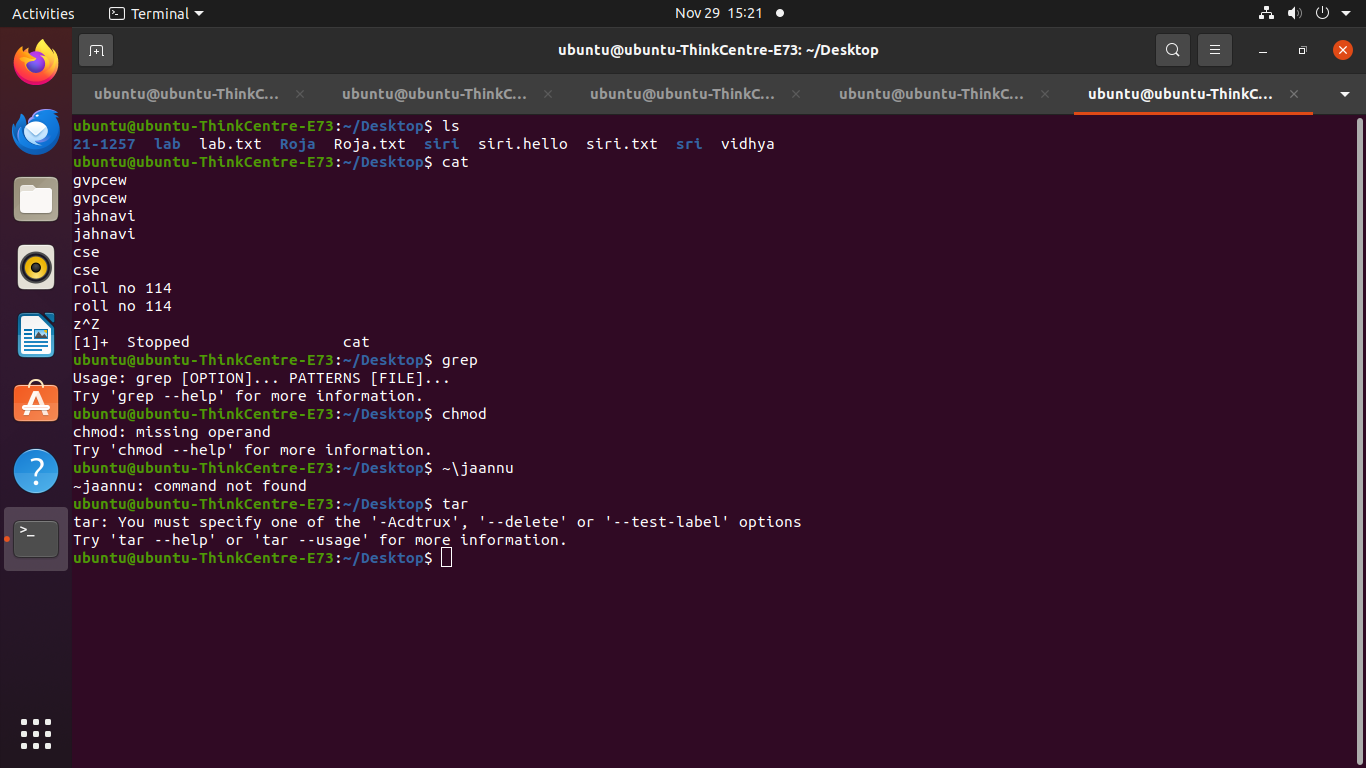 Activities Terminal Nov 29 15:21
ubuntu@ubuntu-ThinkCentre-E73: ~/Desktop
ubuntu@ubuntu-ThinkC... ubuntu@ubuntu-ThinkC... ubuntu@ubuntu-ThinkC... ubuntu@ubuntu-ThinkC... ubuntu@ubuntu-ThinkC...
ubuntu@ubuntu-ThinkCentre-E73:~/Desktop$ ls
21-1257 lab lab.txt Roja Roja.txt siri siri.hello siri.txt sri vidhya
ubuntu@ubuntu-ThinkCentre-E73:~/Desktop$ cat
gvpcew
gvpcew
jahnavi
jahnavi
cse
cse
roll no 114
roll no 114
z^Z
[1]+ Stopped cat
ubuntu@ubuntu-ThinkCentre-E73:~/Desktop$ grep
Usage: grep [OPTION]... PATTERNS [FILE]...
Try 'grep --help' for more information.
ubuntu@ubuntu-ThinkCentre-E73:~/Desktop$ chmod
chmod: missing operand
Try 'chmod --help' for more information.
ubuntu@ubuntu-ThinkCentre-E73:~/Desktop$ ~\jaannu
~jaannu: command not found
ubuntu@ubuntu-ThinkCentre-E73:~/Desktop$ tar
tar: You must specify one of the '-Acdtrux', '--delete' or '--test-label' options
Try 'tar --help' or 'tar --usage' for more information.
ubuntu@ubuntu-ThinkCentre-E73:~/Desktop$